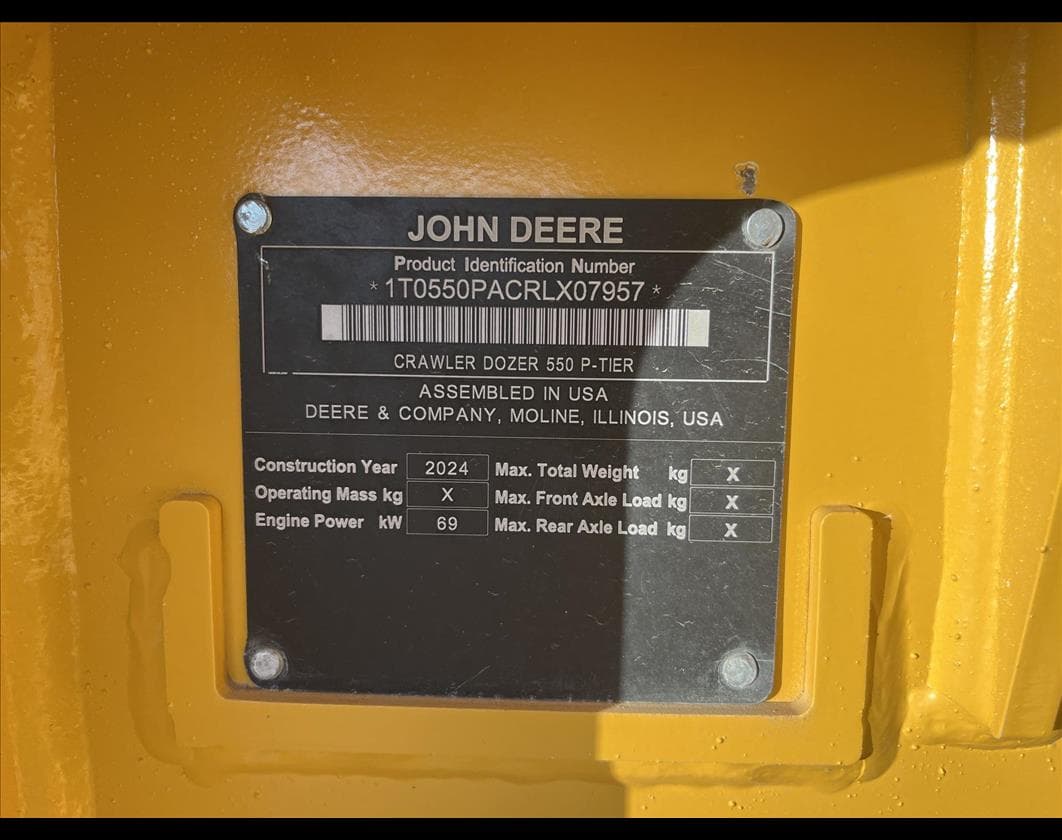 JOHN DEERE
Product Identification Number
*1T0550PACRLX07957*
CRAWLER DOZER 550 P-TIER
ASSEMBLED IN USA
DEERE & COMPANY, MOLINE, ILLINOIS, USA
Construction Year 2024 Max. Total Weight kg X
Operating Mass kg X Max. Front Axle Load kg X
Engine Power kW 69 Max. Rear Axle Load kg X